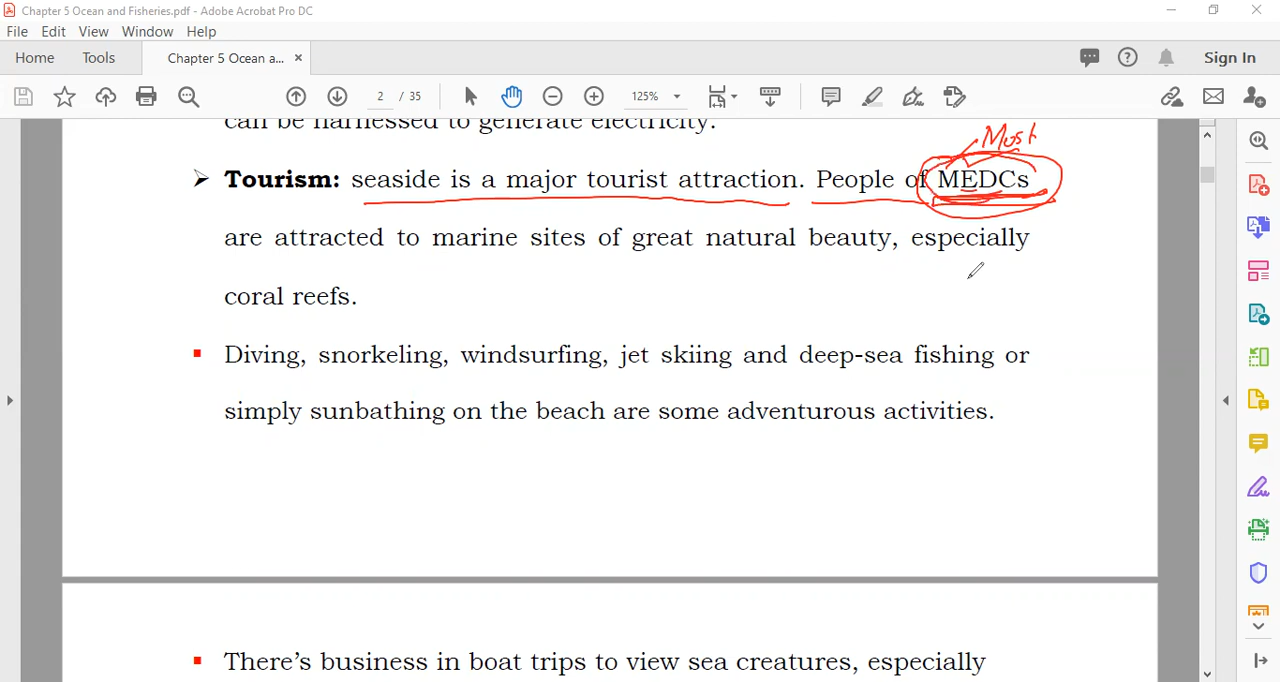 Chapter 5 Ocean and Fisheries.pdf - Adobe Acrobat Pro DC
File Edit View Window Help
Home Tools Chapter 5 Ocean a... × Sign In
2 / 35 125%
can be harnessed to generate electricity.
Most
➢ Tourism: seaside is a major tourist attraction. People of MEDCs
are attracted to marine sites of great natural beauty, especially
coral reefs.
▪ Diving, snorkeling, windsurfing, jet skiing and deep-sea fishing or
simply sunbathing on the beach are some adventurous activities.
▪ There's business in boat trips to view sea creatures, especially